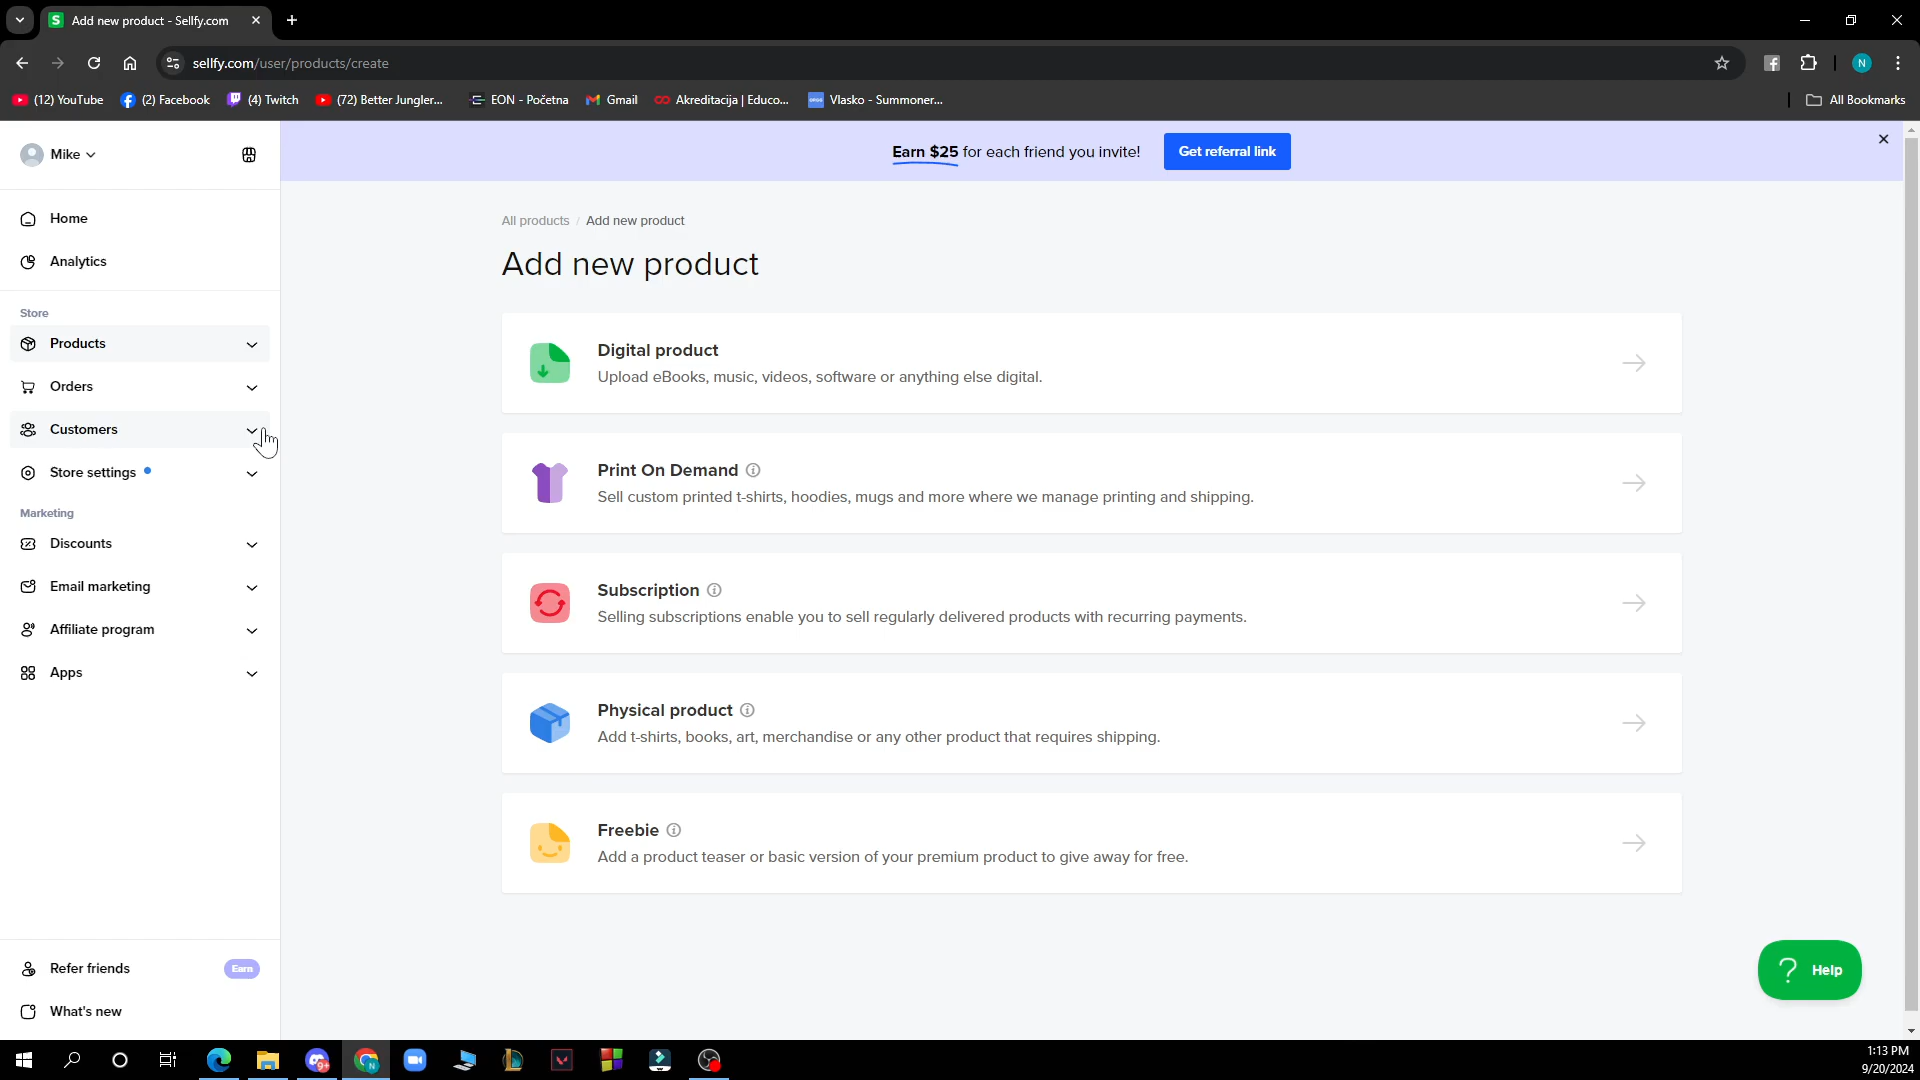 Add new product - Sellfy.com
sellfy.com/user/products/create
(12) YouTube
(2) Facebook
(4) Twitch
(72) Better Jungler...
EON - Početna
Gmail
Akreditacija | Educo...
Vlasko - Summoner...
All Bookmarks
N
Mike
Earn $25 for each friend you invite!
Get referral link
Home
Analytics
Store
Products
Orders
Customers
Store settings
Marketing
Discounts
Email marketing
Affiliate program
Apps
Refer friends
Earn
What's new
All products / Add new product
Add new product
Digital product
Upload eBooks, music, videos, software or anything else digital.
Print On Demand
Sell custom printed t-shirts, hoodies, mugs and more where we manage printing and shipping.
Subscription
Selling subscriptions enable you to sell regularly delivered products with recurring payments.
Physical product
Add t-shirts, books, art, merchandise or any other product that requires shipping.
Freebie
Add a product teaser or basic version of your premium product to give away for free.
? Help
1:13 PM
9/20/2024